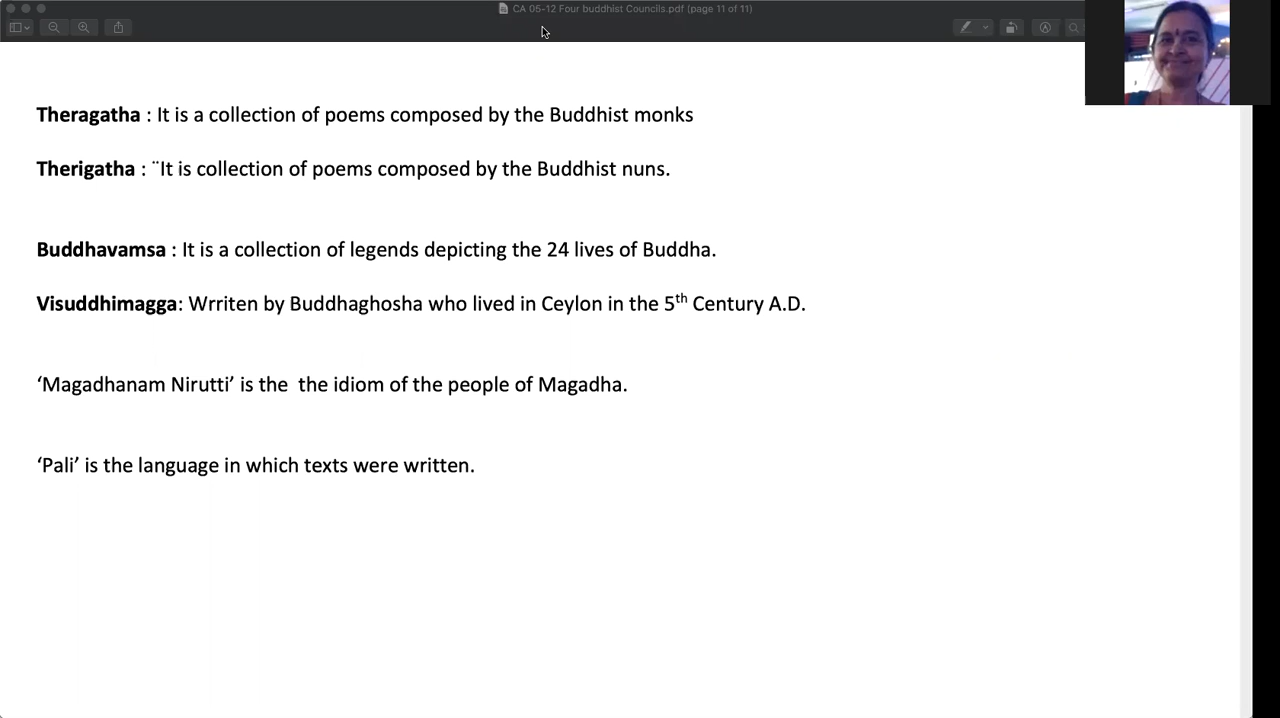 CA 05-12 Four buddhist Councils.pdf (page 11 of 11)
Theragatha : It is a collection of poems composed by the Buddhist monks
Therigatha : ¨It is collection of poems composed by the Buddhist nuns.
Buddhavamsa : It is a collection of legends depicting the 24 lives of Buddha.
Visuddhimagga: Wrriten by Buddhaghosha who lived in Ceylon in the 5th Century A.D.
‘Magadhanam Nirutti’ is the  the idiom of the people of Magadha.
‘Pali’ is the language in which texts were written.